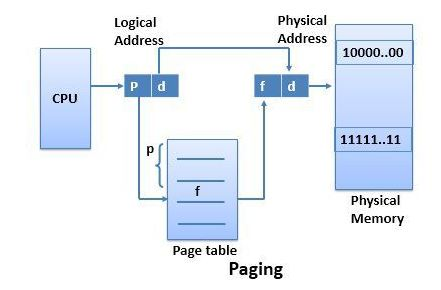 Logical
Address
Physical
Address
CPU
P d
f d
10000..00
11111..11
p
f
Page table
Physical
Memory
Paging